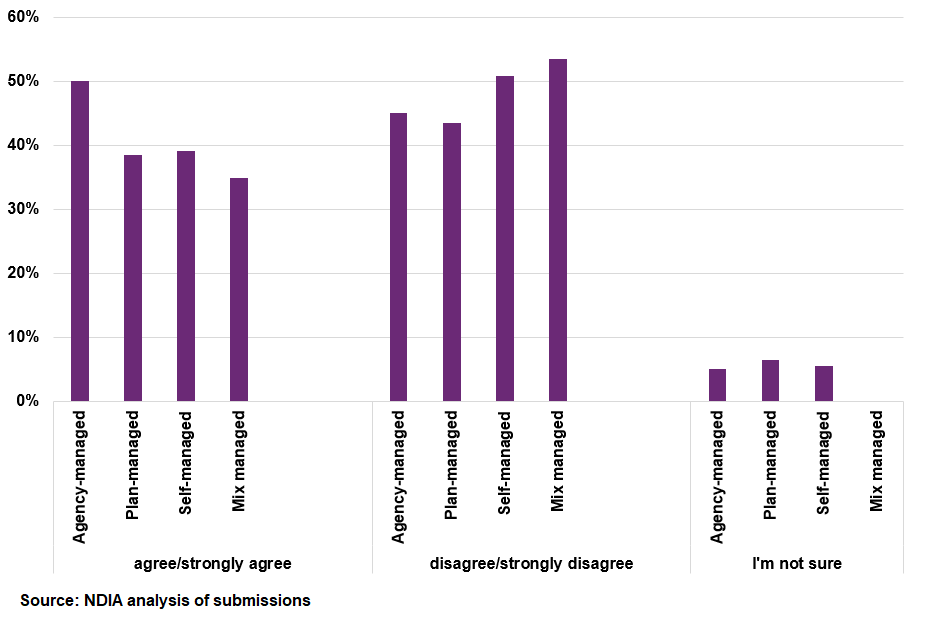 60%
50%
40%
30%
20%
10%
0%
Agency-managed
Plan-managed
Self-managed
Mix managed
Agency-managed
Plan-managed
Self-managed
Mix managed
Agency-managed
Plan-managed
Self-managed
Mix managed
agree/strongly agree
disagree/strongly disagree
I'm not sure
Source: NDIA analysis of submissions